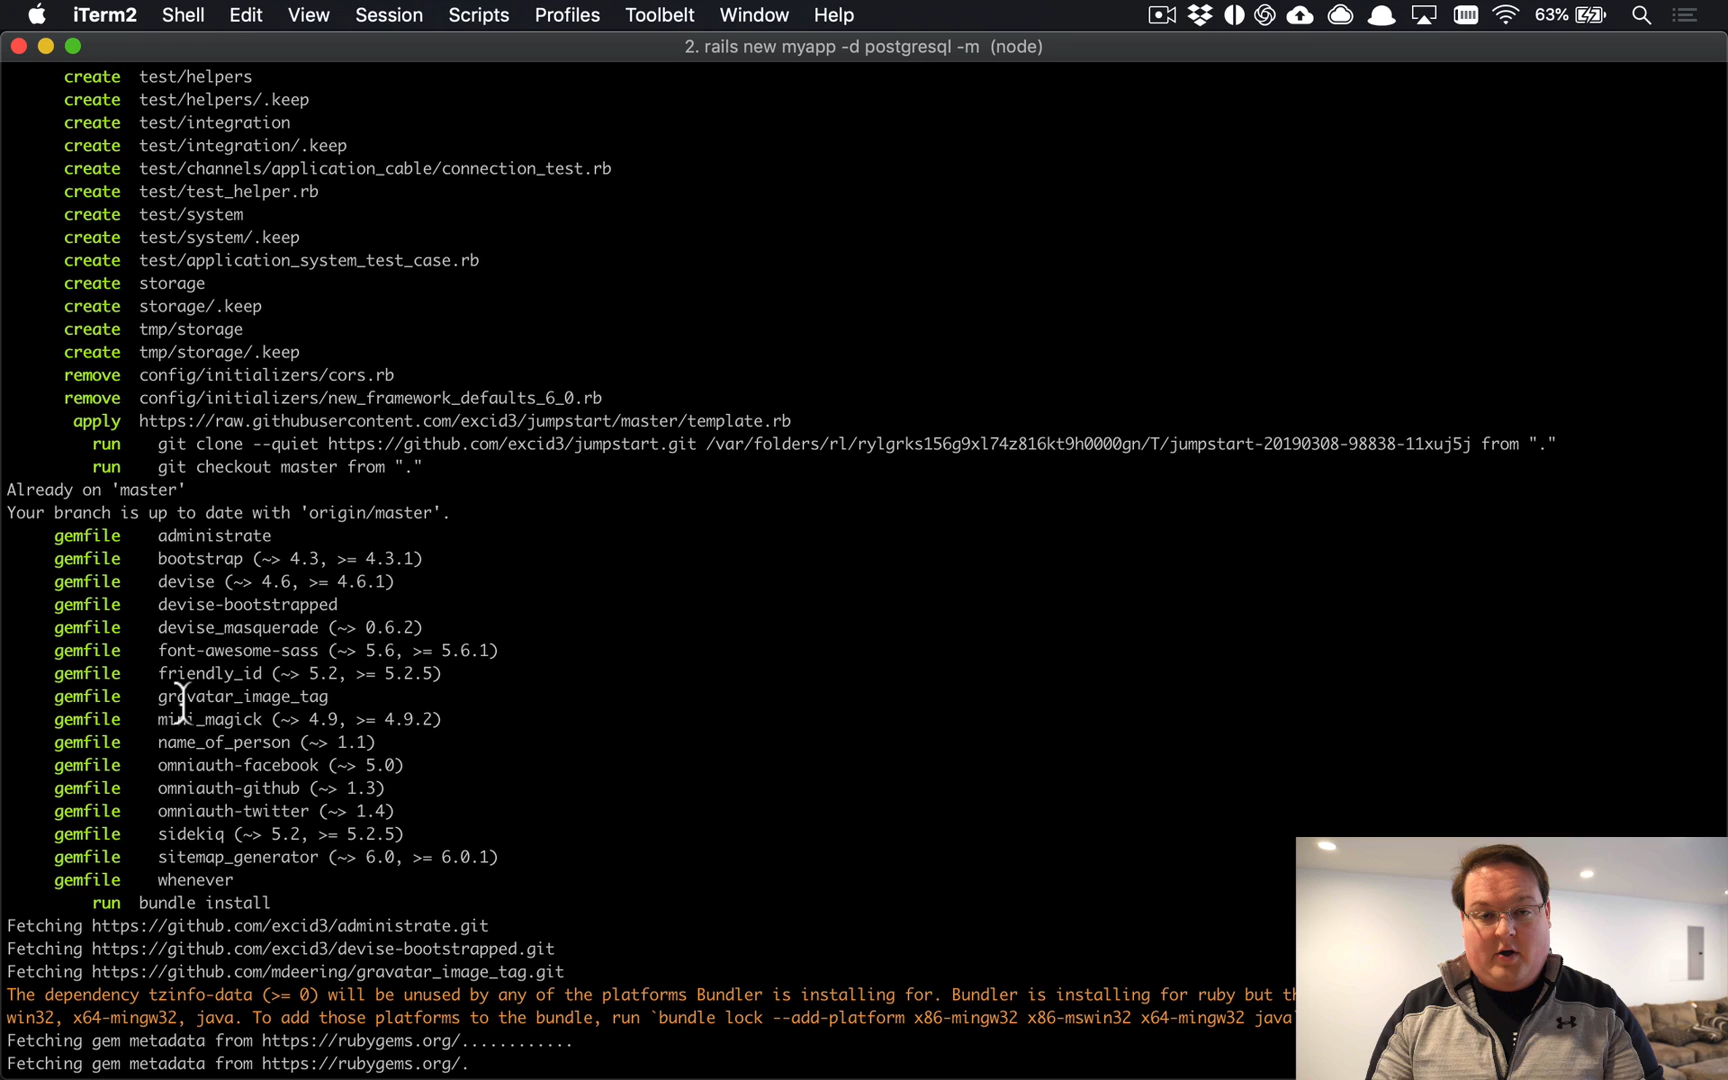 iTerm2 Shell Edit View Session Scripts Profiles Toolbelt Window Help 63%
2. rails new myapp -d postgresql -m (node)
create test/helpers
create test/helpers/.keep
create test/integration
create test/integration/.keep
create test/channels/application_cable/connection_test.rb
create test/test_helper.rb
create test/system
create test/system/.keep
create test/application_system_test_case.rb
create storage
create storage/.keep
create tmp/storage
create tmp/storage/.keep
remove config/initializers/cors.rb
remove config/initializers/new_framework_defaults_6_0.rb
apply https://raw.githubusercontent.com/excid3/jumpstart/master/template.rb
run git clone --quiet https://github.com/excid3/jumpstart.git /var/folders/rl/rylgrks156g9xl74z816kt9h0000gn/T/jumpstart-20190308-98838-11xuj5j from "."
run git checkout master from "."
Already on 'master'
Your branch is up to date with 'origin/master'.
gemfile administrate
gemfile bootstrap (~> 4.3, >= 4.3.1)
gemfile devise (~> 4.6, >= 4.6.1)
gemfile devise-bootstrapped
gemfile devise_masquerade (~> 0.6.2)
gemfile font-awesome-sass (~> 5.6, >= 5.6.1)
gemfile friendly_id (~> 5.2, >= 5.2.5)
gemfile gravatar_image_tag
gemfile mini_magick (~> 4.9, >= 4.9.2)
gemfile name_of_person (~> 1.1)
gemfile omniauth-facebook (~> 5.0)
gemfile omniauth-github (~> 1.3)
gemfile omniauth-twitter (~> 1.4)
gemfile sidekiq (~> 5.2, >= 5.2.5)
gemfile sitemap_generator (~> 6.0, >= 6.0.1)
gemfile whenever
run bundle install
Fetching https://github.com/excid3/administrate.git
Fetching https://github.com/excid3/devise-bootstrapped.git
Fetching https://github.com/mdeering/gravatar_image_tag.git
The dependency tzinfo-data (>= 0) will be unused by any of the platforms Bundler is installing for. Bundler is installing for ruby but th
win32, x64-mingw32, java. To add those platforms to the bundle, run `bundle lock --add-platform x86-mingw32 x86-mswin32 x64-mingw32 java`
Fetching gem metadata from https://rubygems.org/............
Fetching gem metadata from https://rubygems.org/.